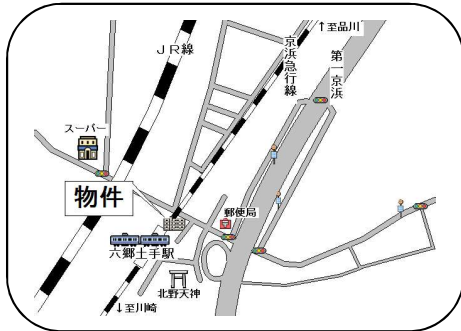 ↑至品川
JR線
京浜急行線
第一京浜
スーパー
物件
郵便局
六郷土手駅
北野天神
↓至川崎